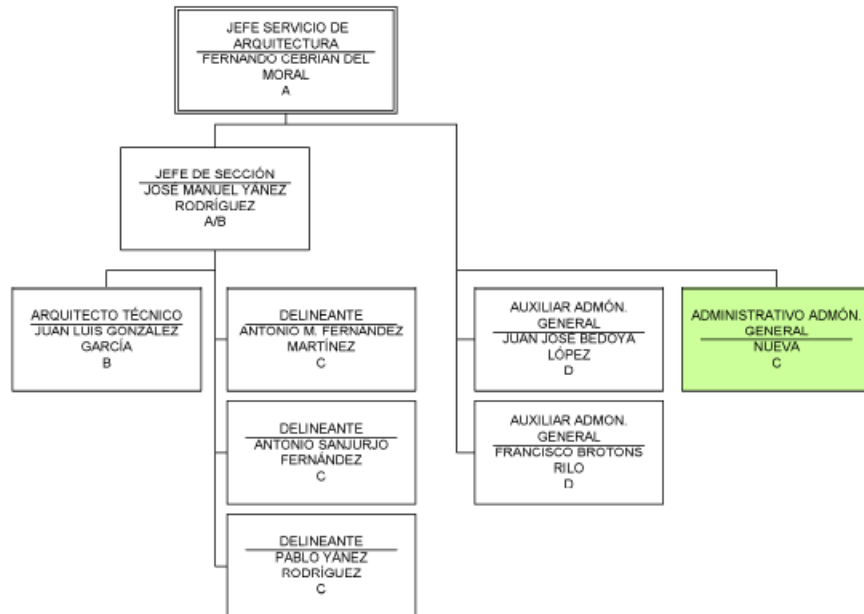 JEFE SERVICIO DE
ARQUITECTURA
FERNANDO CEBRIAN DEL
MORAL
A
JEFE DE SECCIÓN
JOSE MANUEL YÁNEZ
RODRÍGUEZ
A/B
ARQUITECTO TÉCNICO
JUAN LUIS GONZÁLEZ
GARCÍA
B
DELINEANTE
ANTONIO M. FERNÁNDEZ
MARTÍNEZ
C
AUXILIAR ADMÓN.
GENERAL
JUAN JOSE BEDOYA
LÓPEZ
D
ADMINISTRATIVO ADMÓN.
GENERAL
NUEVA
C
DELINEANTE
ANTONIO SANJURJO
FERNÁNDEZ
C
AUXILIAR ADMON.
GENERAL
FRANCISCO BROTONS
RILO
D
DELINEANTE
PABLO YÁNEZ
RODRÍGUEZ
C